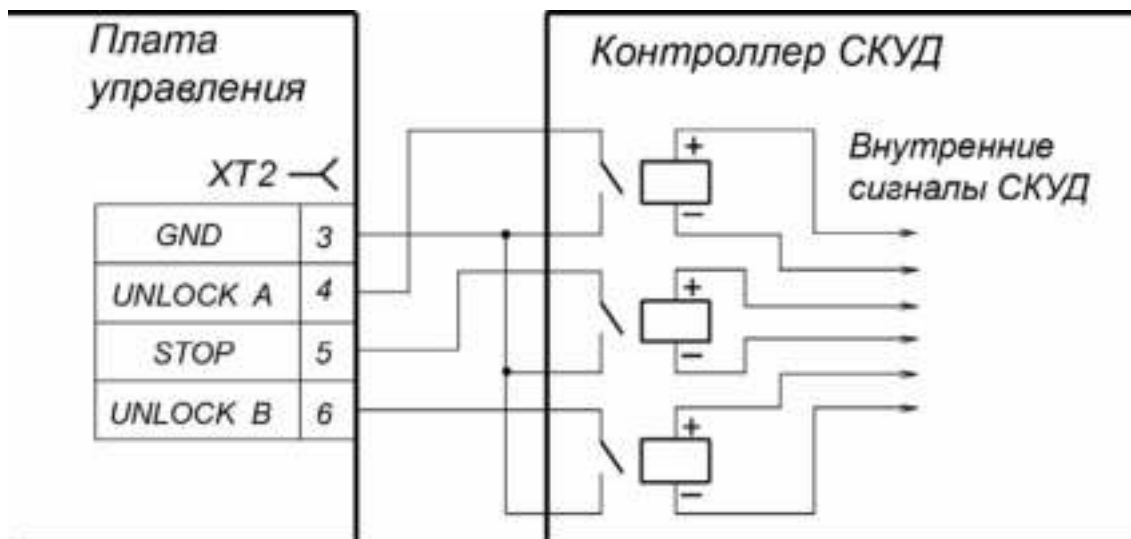 Плата
управления
Контроллер СКУД
Внутренние
сигналы СКУД
XT2
GND 3
UNLOCK A 4
STOP 5
UNLOCK B 6
+
−
+
−
+
−